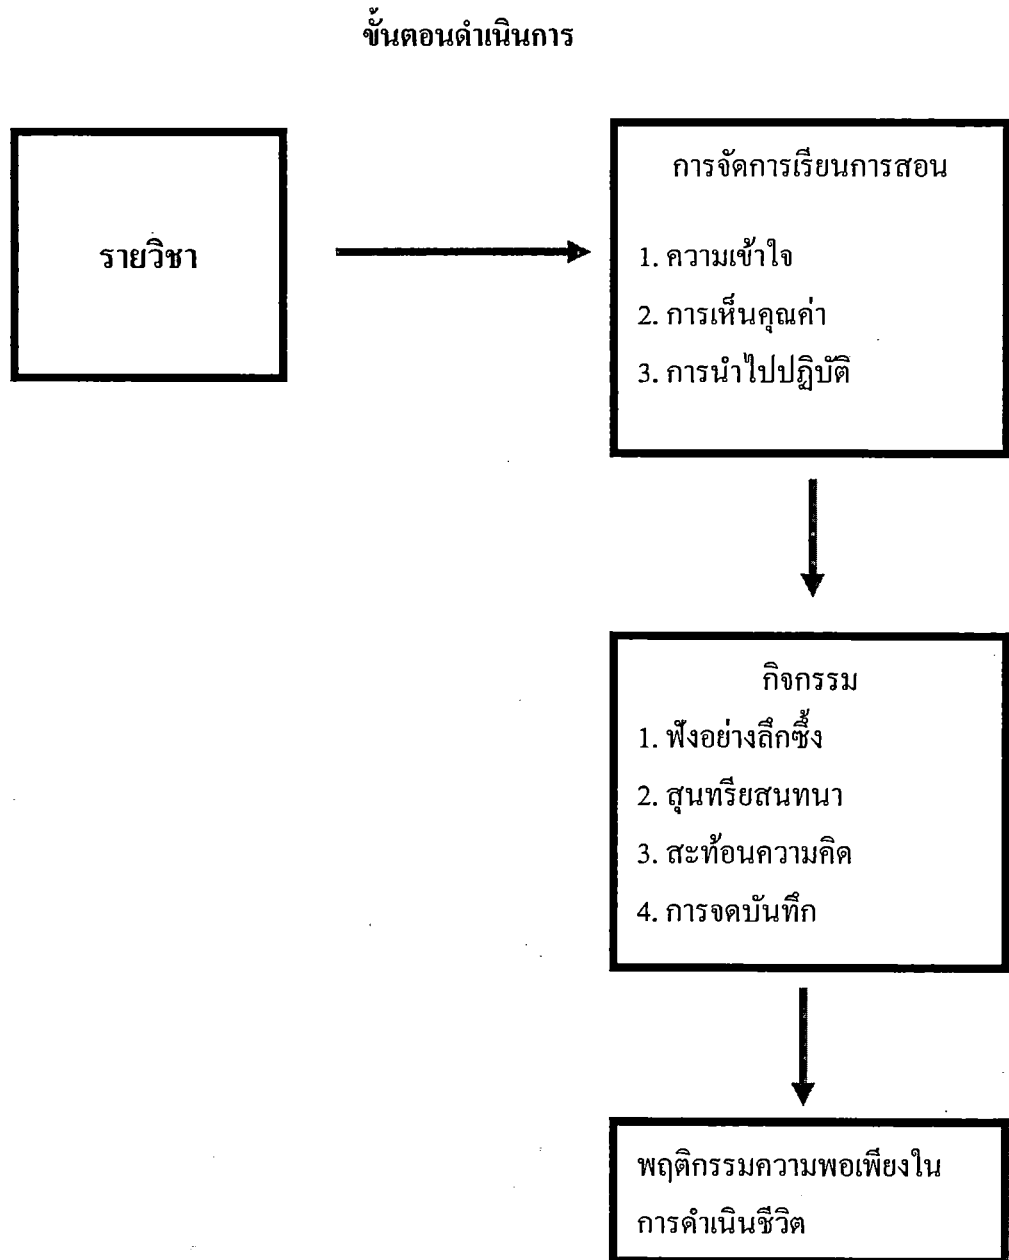 ขั้นตอนดำเนินการ
รายวิชา
การจัดการเรียนการสอน
1. ความเข้าใจ
2. การเห็นคุณค่า
3. การนำไปปฏิบัติ
กิจกรรม
1. ฟังอย่างลึกซึ้ง
2. สุนทรียสนทนา
3. สะท้อนความคิด
4. การจดบันทึก
พฤติกรรมความพอเพียงใน
การดำเนินชีวิต